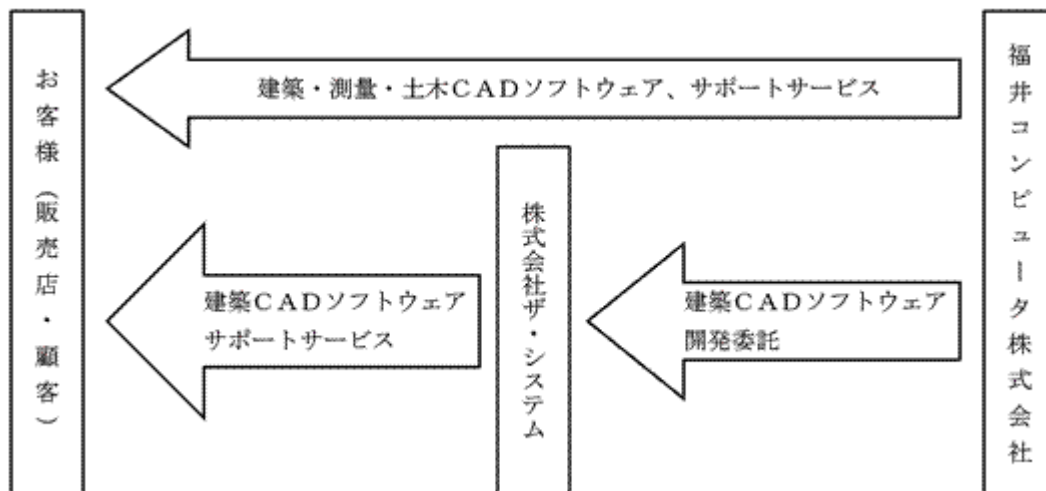 お客様（販売店・顧客）
建築・測量・土木ＣＡＤソフトウェア、サポートサービス
福井コンピュータ株式会社
建築ＣＡＤソフトウェア
サポートサービス
株式会社ザ・システム
建築ＣＡＤソフトウェア
開発委託